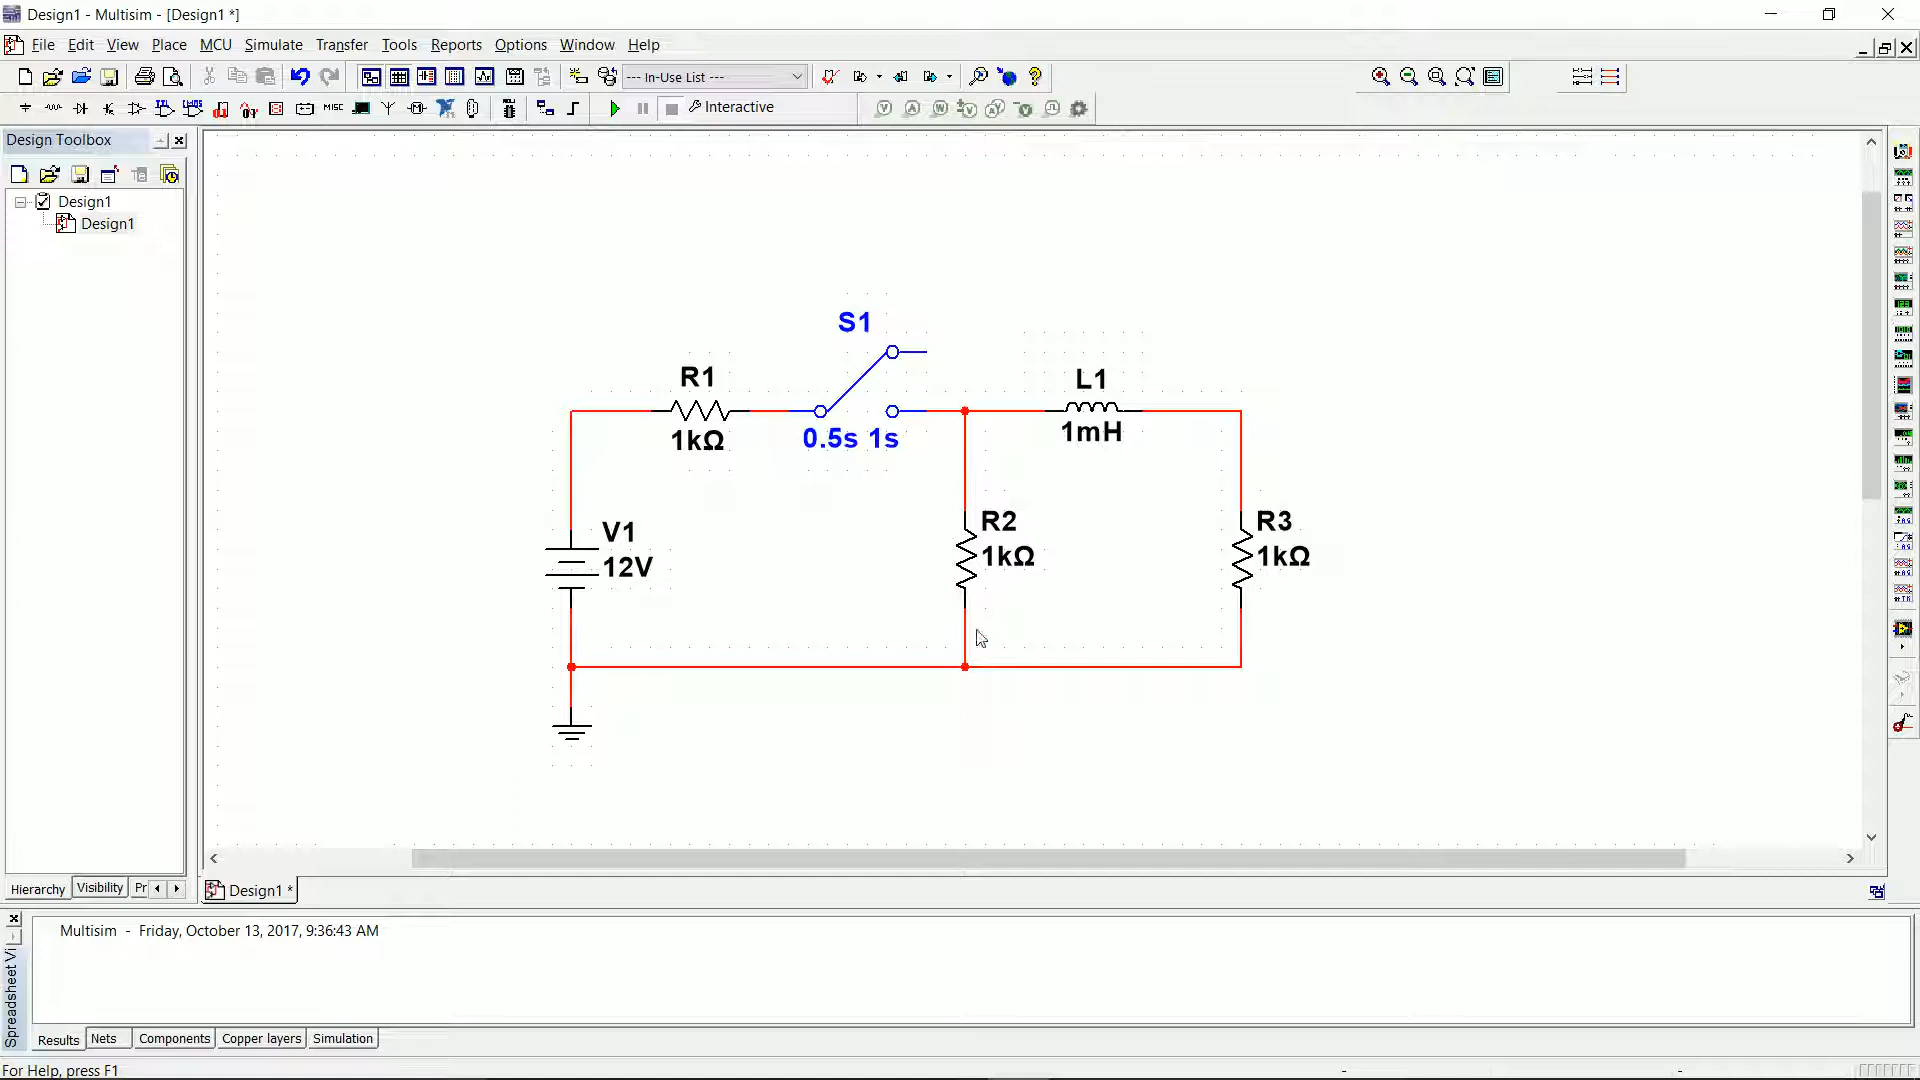 Design1 - Multisim - [Design1 *]
File Edit View Place MCU Simulate Transfer Tools Reports Options Window Help
--- In-Use List ---
MISC Interactive
Design Toolbox
Design1
Design1
S1
R1
L1
1kΩ
0.5s 1s
1mH
V1
12V
R2
1kΩ
R3
1kΩ
Hierarchy Visibility Pr
Design1 *
Multisim - Friday, October 13, 2017, 9:36:43 AM
Spreadsheet Vi
Results Nets Components Copper layers Simulation
For Help, press F1